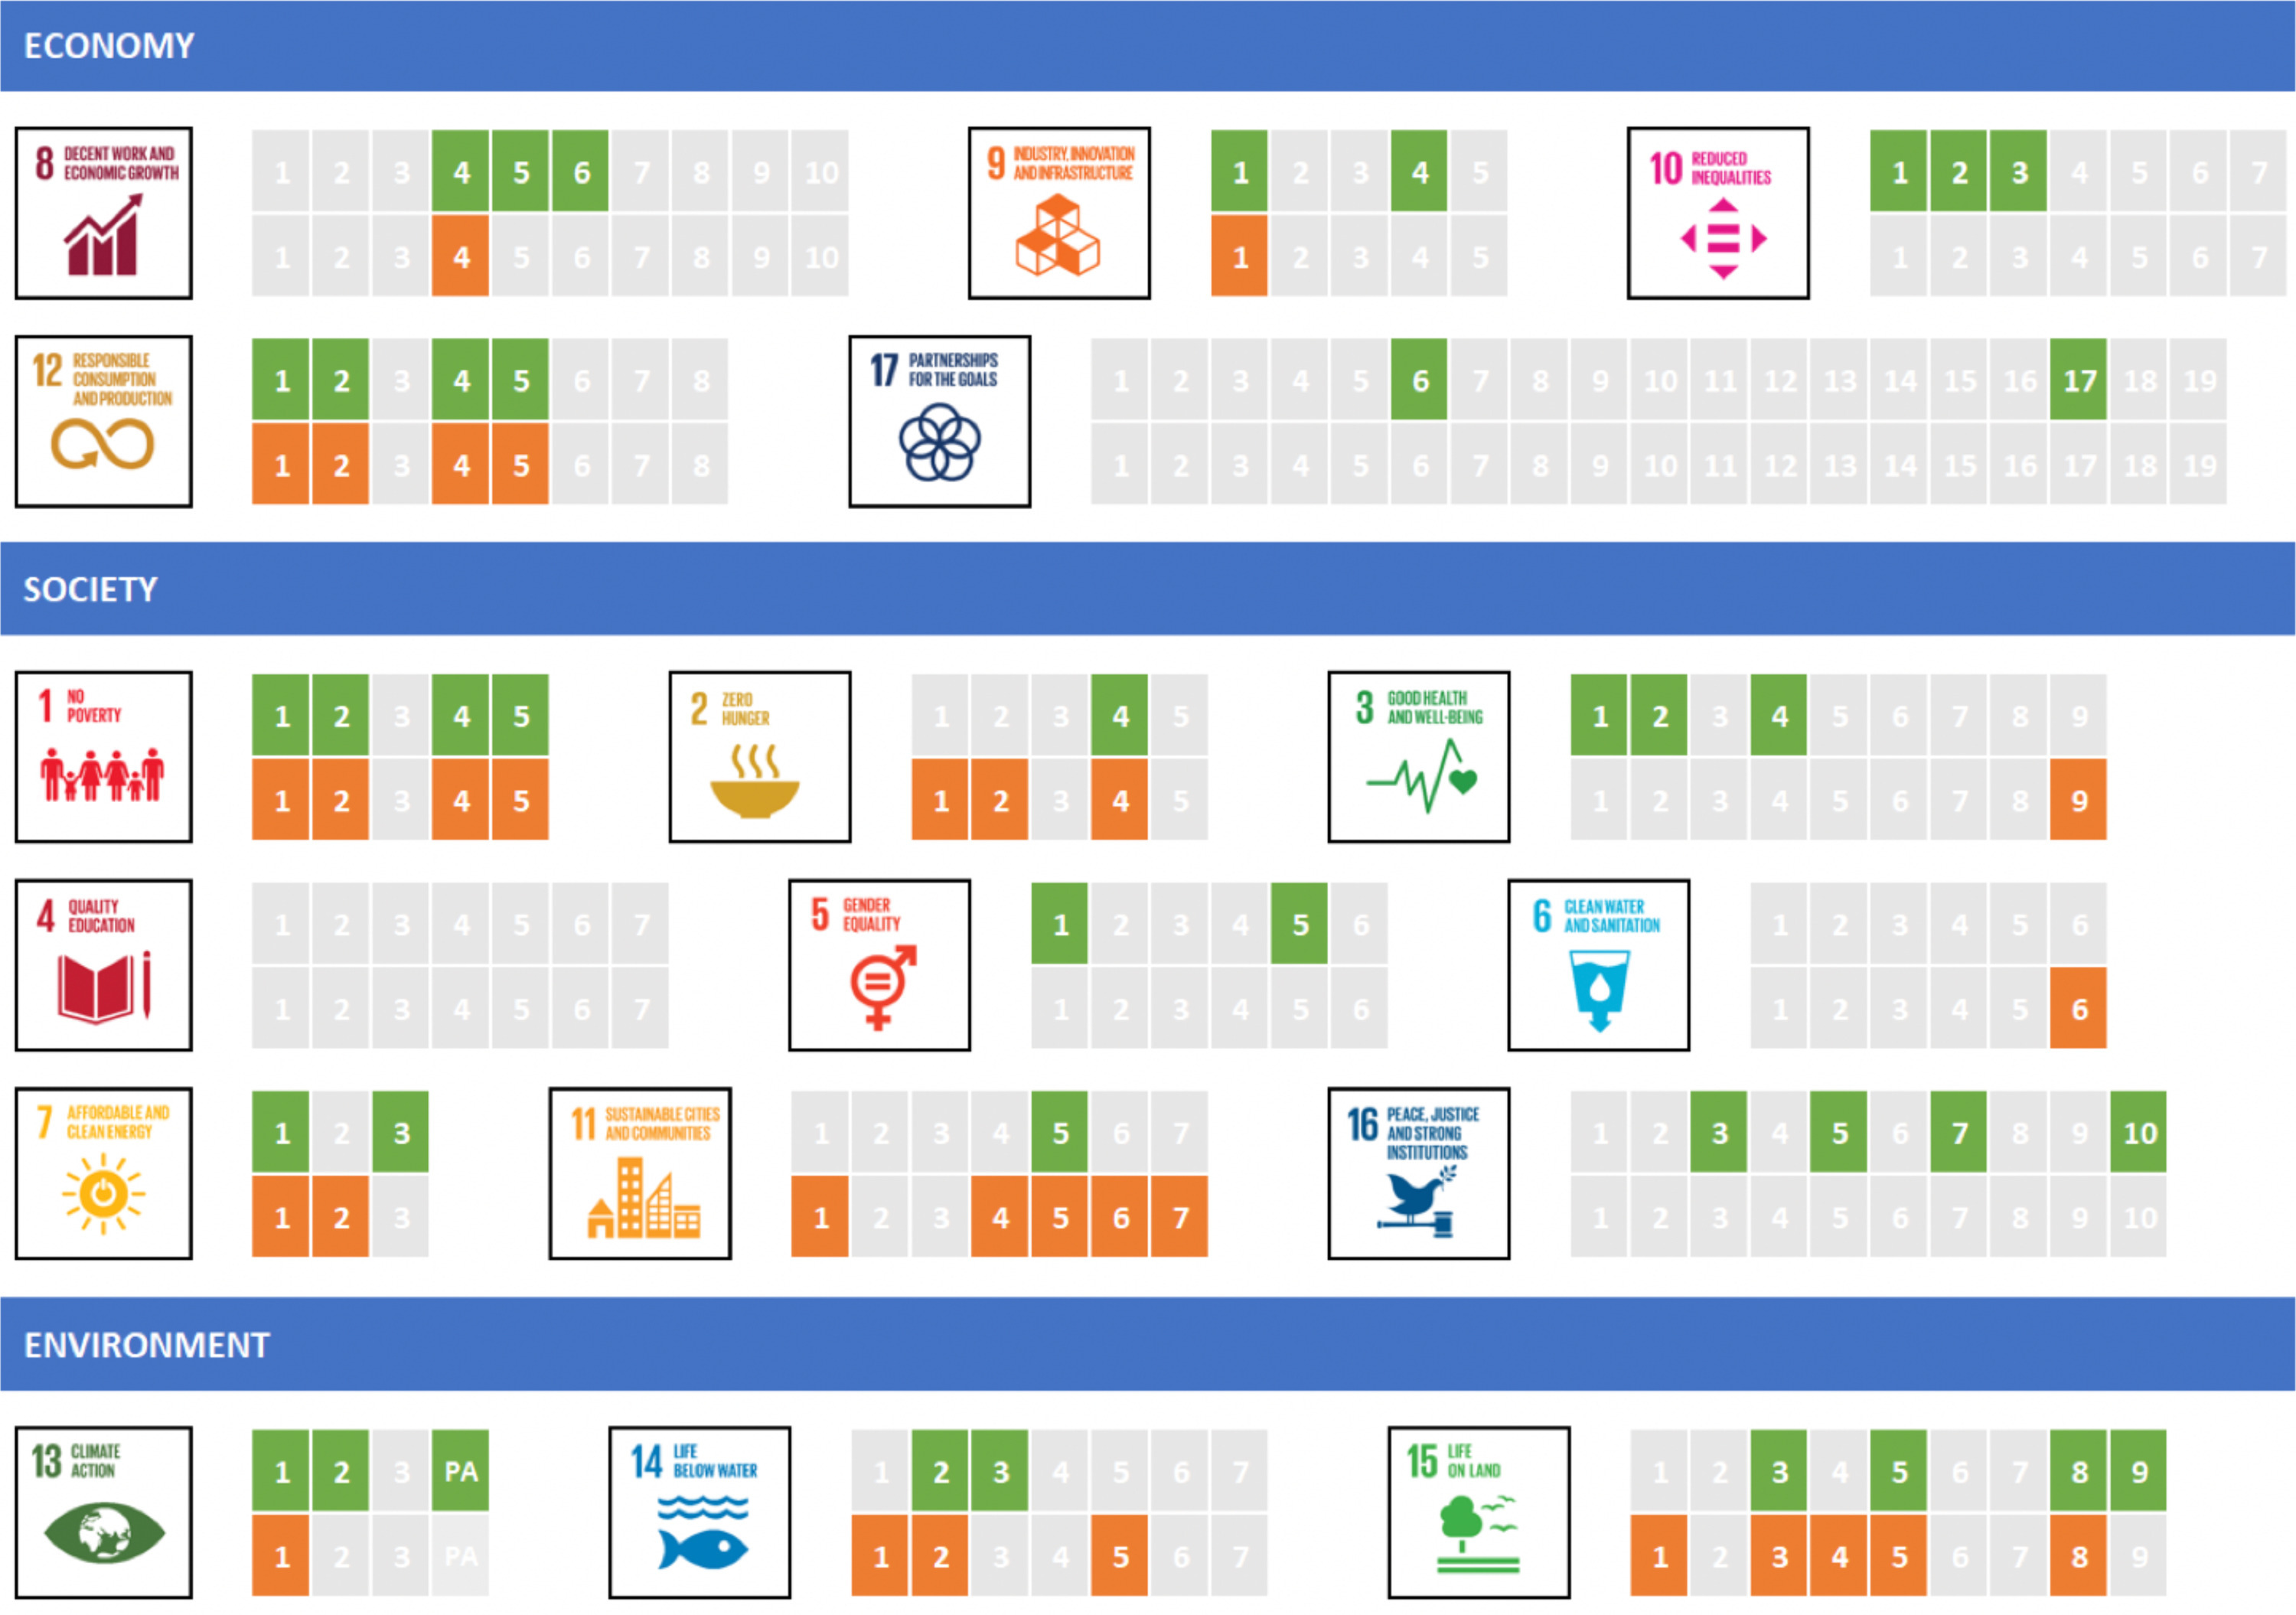 ECONOMY
8 DECENT WORK AND
ECONOMIC GROWTH
1 2 3 4 5 6 7 8 9 10
1 2 3 4 5 6 7 8 9 10
9 INDUSTRY, INNOVATION
AND INFRASTRUCTURE
1 2 3 4 5
1 2 3 4 5
10 REDUCED
INEQUALITIES
1 2 3 4 5 6 7
1 2 3 4 5 6 7
12 RESPONSIBLE
CONSUMPTION
AND PRODUCTION
1 2 3 4 5 6 7 8
1 2 3 4 5 6 7 8
17 PARTNERSHIPS
FOR THE GOALS
1 2 3 4 5 6 7 8 9 10 11 12 13 14 15 16 17 18 19
1 2 3 4 5 6 7 8 9 10 11 12 13 14 15 16 17 18 19
SOCIETY
1 NO
POVERTY
1 2 3 4 5
1 2 3 4 5
2 ZERO
HUNGER
1 2 3 4 5
1 2 3 4 5
3 GOOD HEALTH
AND WELL-BEING
1 2 3 4 5 6 7 8 9
1 2 3 4 5 6 7 8 9
4 QUALITY
EDUCATION
1 2 3 4 5 6 7
1 2 3 4 5 6 7
5 GENDER
EQUALITY
1 2 3 4 5 6
1 2 3 4 5 6
6 CLEAN WATER
AND SANITATION
1 2 3 4 5 6
1 2 3 4 5 6
7 AFFORDABLE AND
CLEAN ENERGY
1 2 3
1 2 3
11 SUSTAINABLE CITIES
AND COMMUNITIES
1 2 3 4 5 6 7
1 2 3 4 5 6 7
16 PEACE, JUSTICE
AND STRONG
INSTITUTIONS
1 2 3 4 5 6 7 8 9 10
1 2 3 4 5 6 7 8 9 10
ENVIRONMENT
13 CLIMATE
ACTION
1 2 3 PA
1 2 3 PA
14 LIFE
BELOW WATER
1 2 3 4 5 6 7
1 2 3 4 5 6 7
15 LIFE
ON LAND
1 2 3 4 5 6 7 8 9
1 2 3 4 5 6 7 8 9